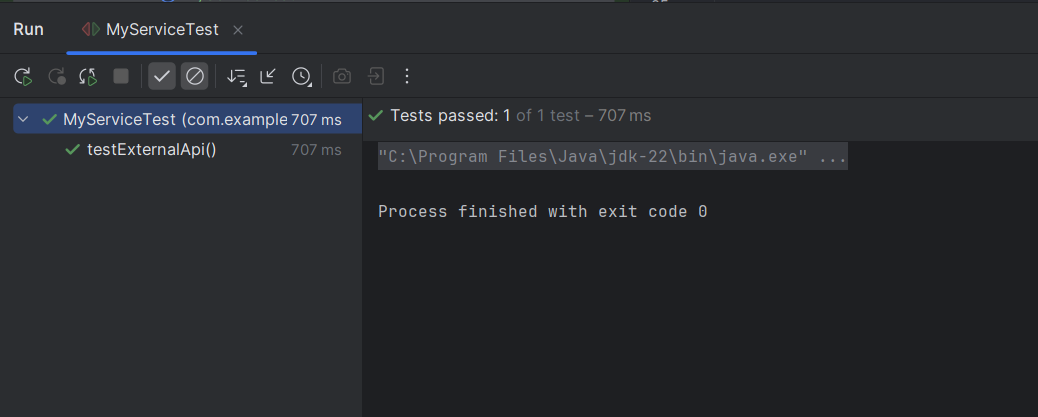 Run MyServiceTest
MyServiceTest (com.example 707 ms
testExternalApi() 707 ms
Tests passed: 1 of 1 test – 707 ms
"C:\Program Files\Java\jdk-22\bin\java.exe" ...
Process finished with exit code 0